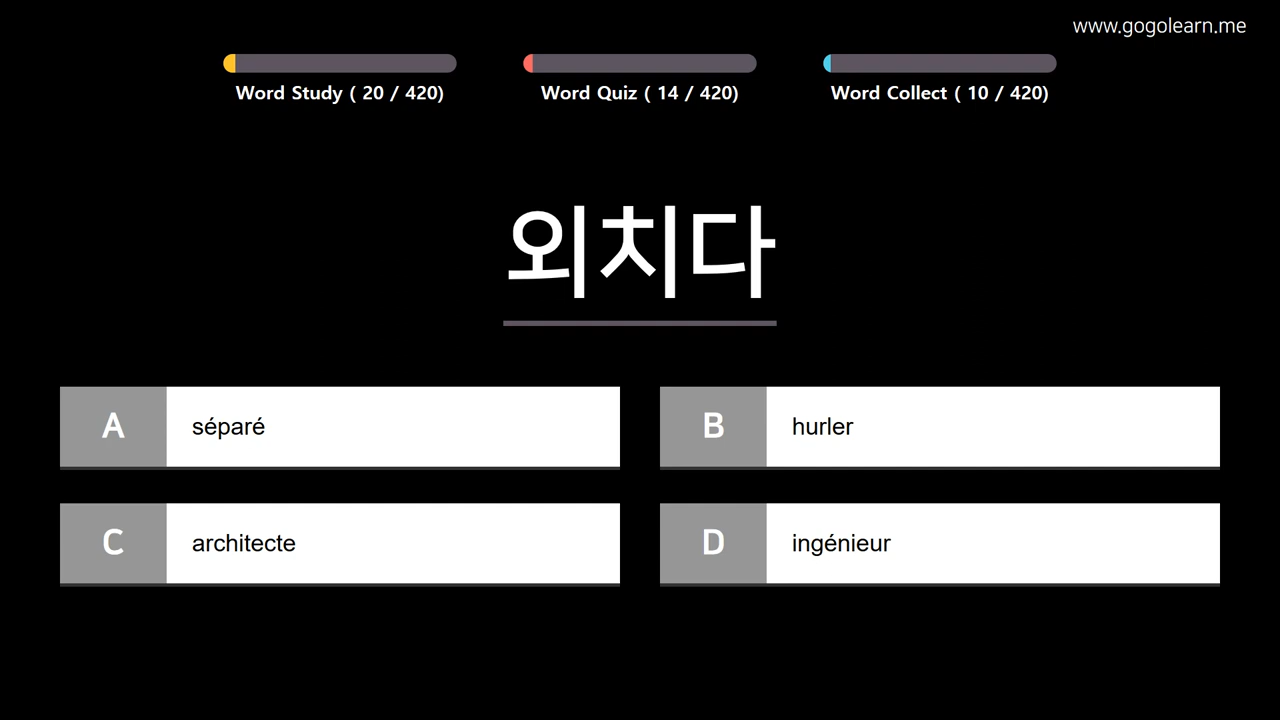 www.gogolearn.me
Word Study ( 20 / 420)
Word Quiz ( 14 / 420)
Word Collect ( 10 / 420)
외치다
A séparé
B hurler
C architecte
D ingénieur